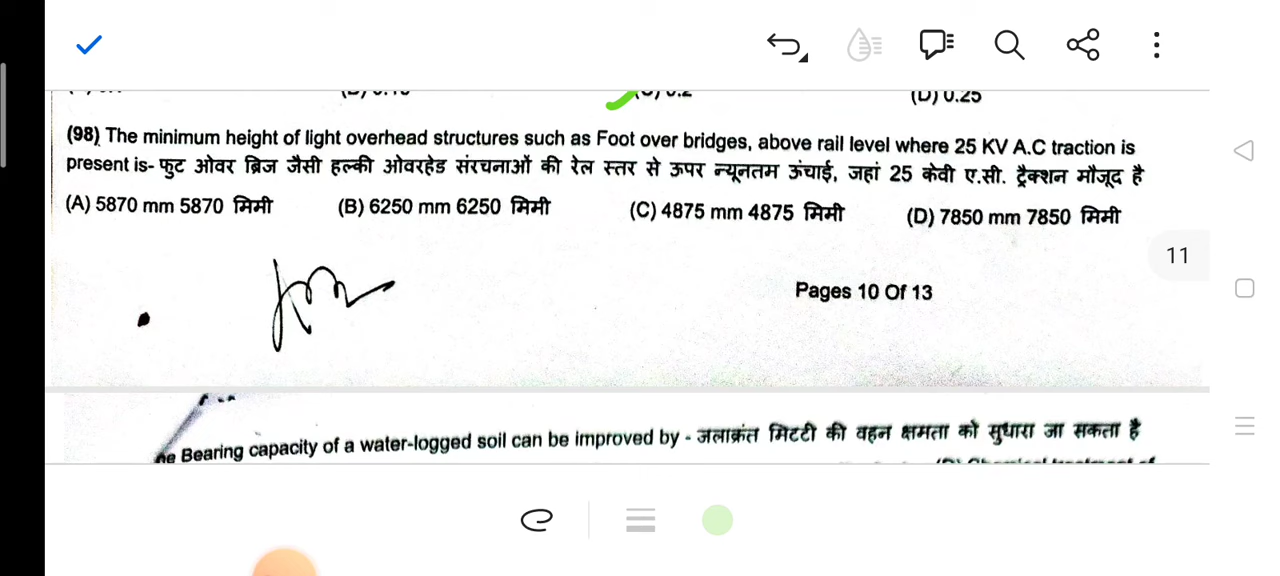 (D) 0.25
(98) The minimum height of light overhead structures such as Foot over bridges, above rail level where 25 KV A.C traction is
present is- फुट ओवर ब्रिज जैसी हल्की ओवरहेड संरचनाओं की रेल स्तर से ऊपर न्यूनतम ऊंचाई, जहां 25 केवी ए.सी. ट्रैक्शन मौजूद है
(A) 5870 mm 5870 मिमी (B) 6250 mm 6250 मिमी (C) 4875 mm 4875 मिमी (D) 7850 mm 7850 मिमी
11
Pages 10 Of 13
Bearing capacity of a water-logged soil can be improved by - जलाक्रंत मिटटी की वहन क्षमता को सुधारा जा सकता है